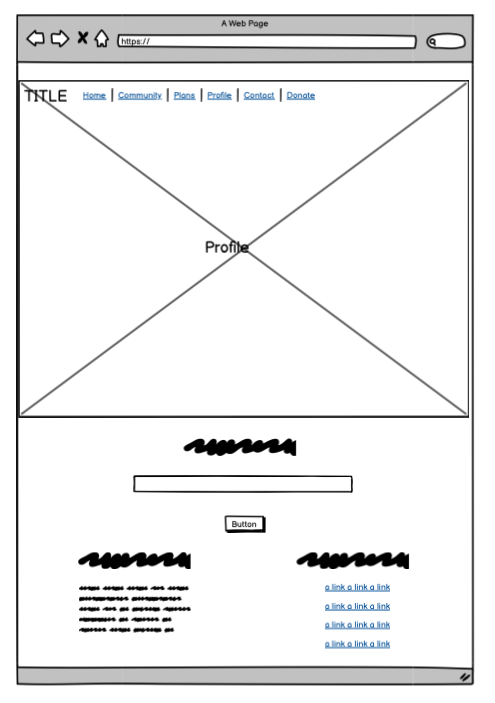 A Web Page
https://
TITLE Home | Community | Plans | Profile | Contact | Donate
Profile
Button
a link a link a link
a link a link a link
a link a link a link
a link a link a link